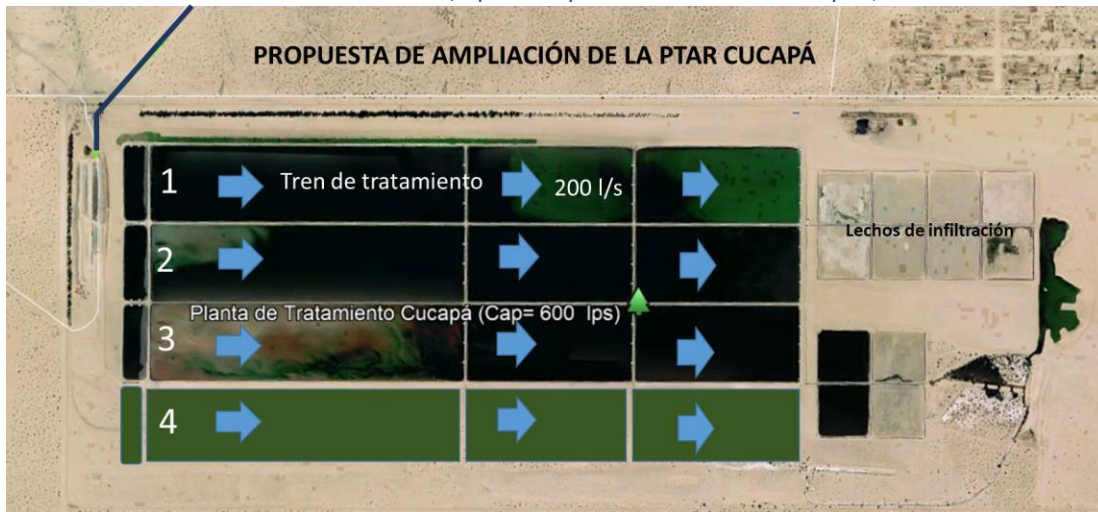 PROPUESTA DE AMPLIACIÓN DE LA PTAR CUCAPÁ
1
Tren de tratamiento
200 l/s
Lechos de infiltración
2
Planta de Tratamiento Cucapá (Cap= 600 lps)
3
4